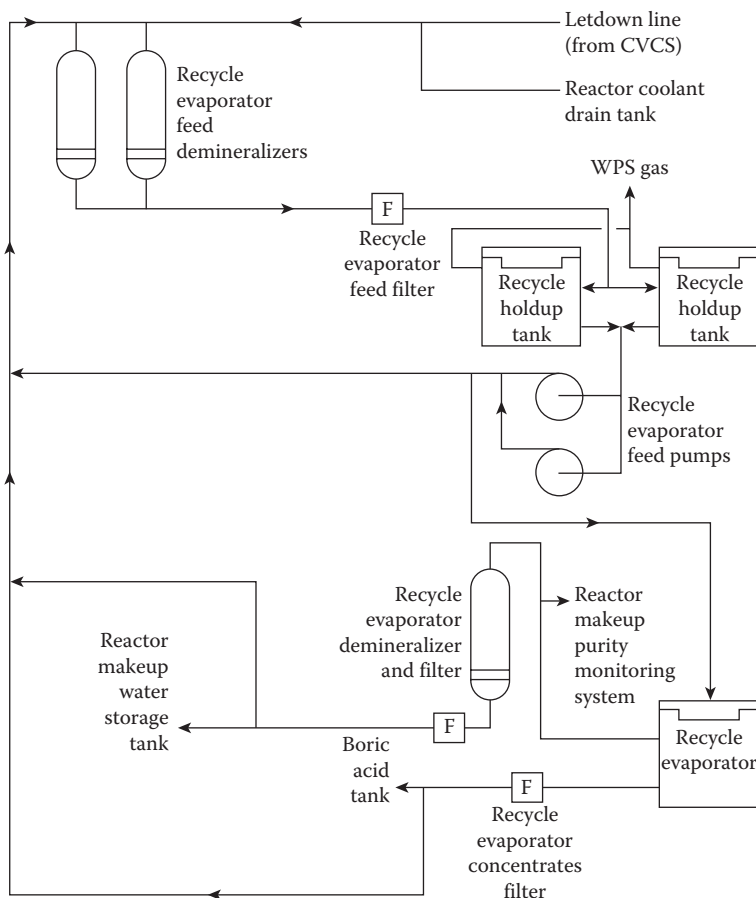 Letdown line
(from CVCS)
Recycle
evaporator
feed
demineralizers
Reactor coolant
drain tank
WPS gas
F
Recycle
evaporator
feed filter
Recycle
holdup
tank
Recycle
holdup
tank
Recycle
evaporator
feed pumps
Recycle
evaporator
demineralizer
and filter
Reactor
makeup
purity
monitoring
system
Reactor
makeup
water
storage
tank
F
Boric
acid
tank
Recycle
evaporator
F
Recycle
evaporator
concentrates
filter